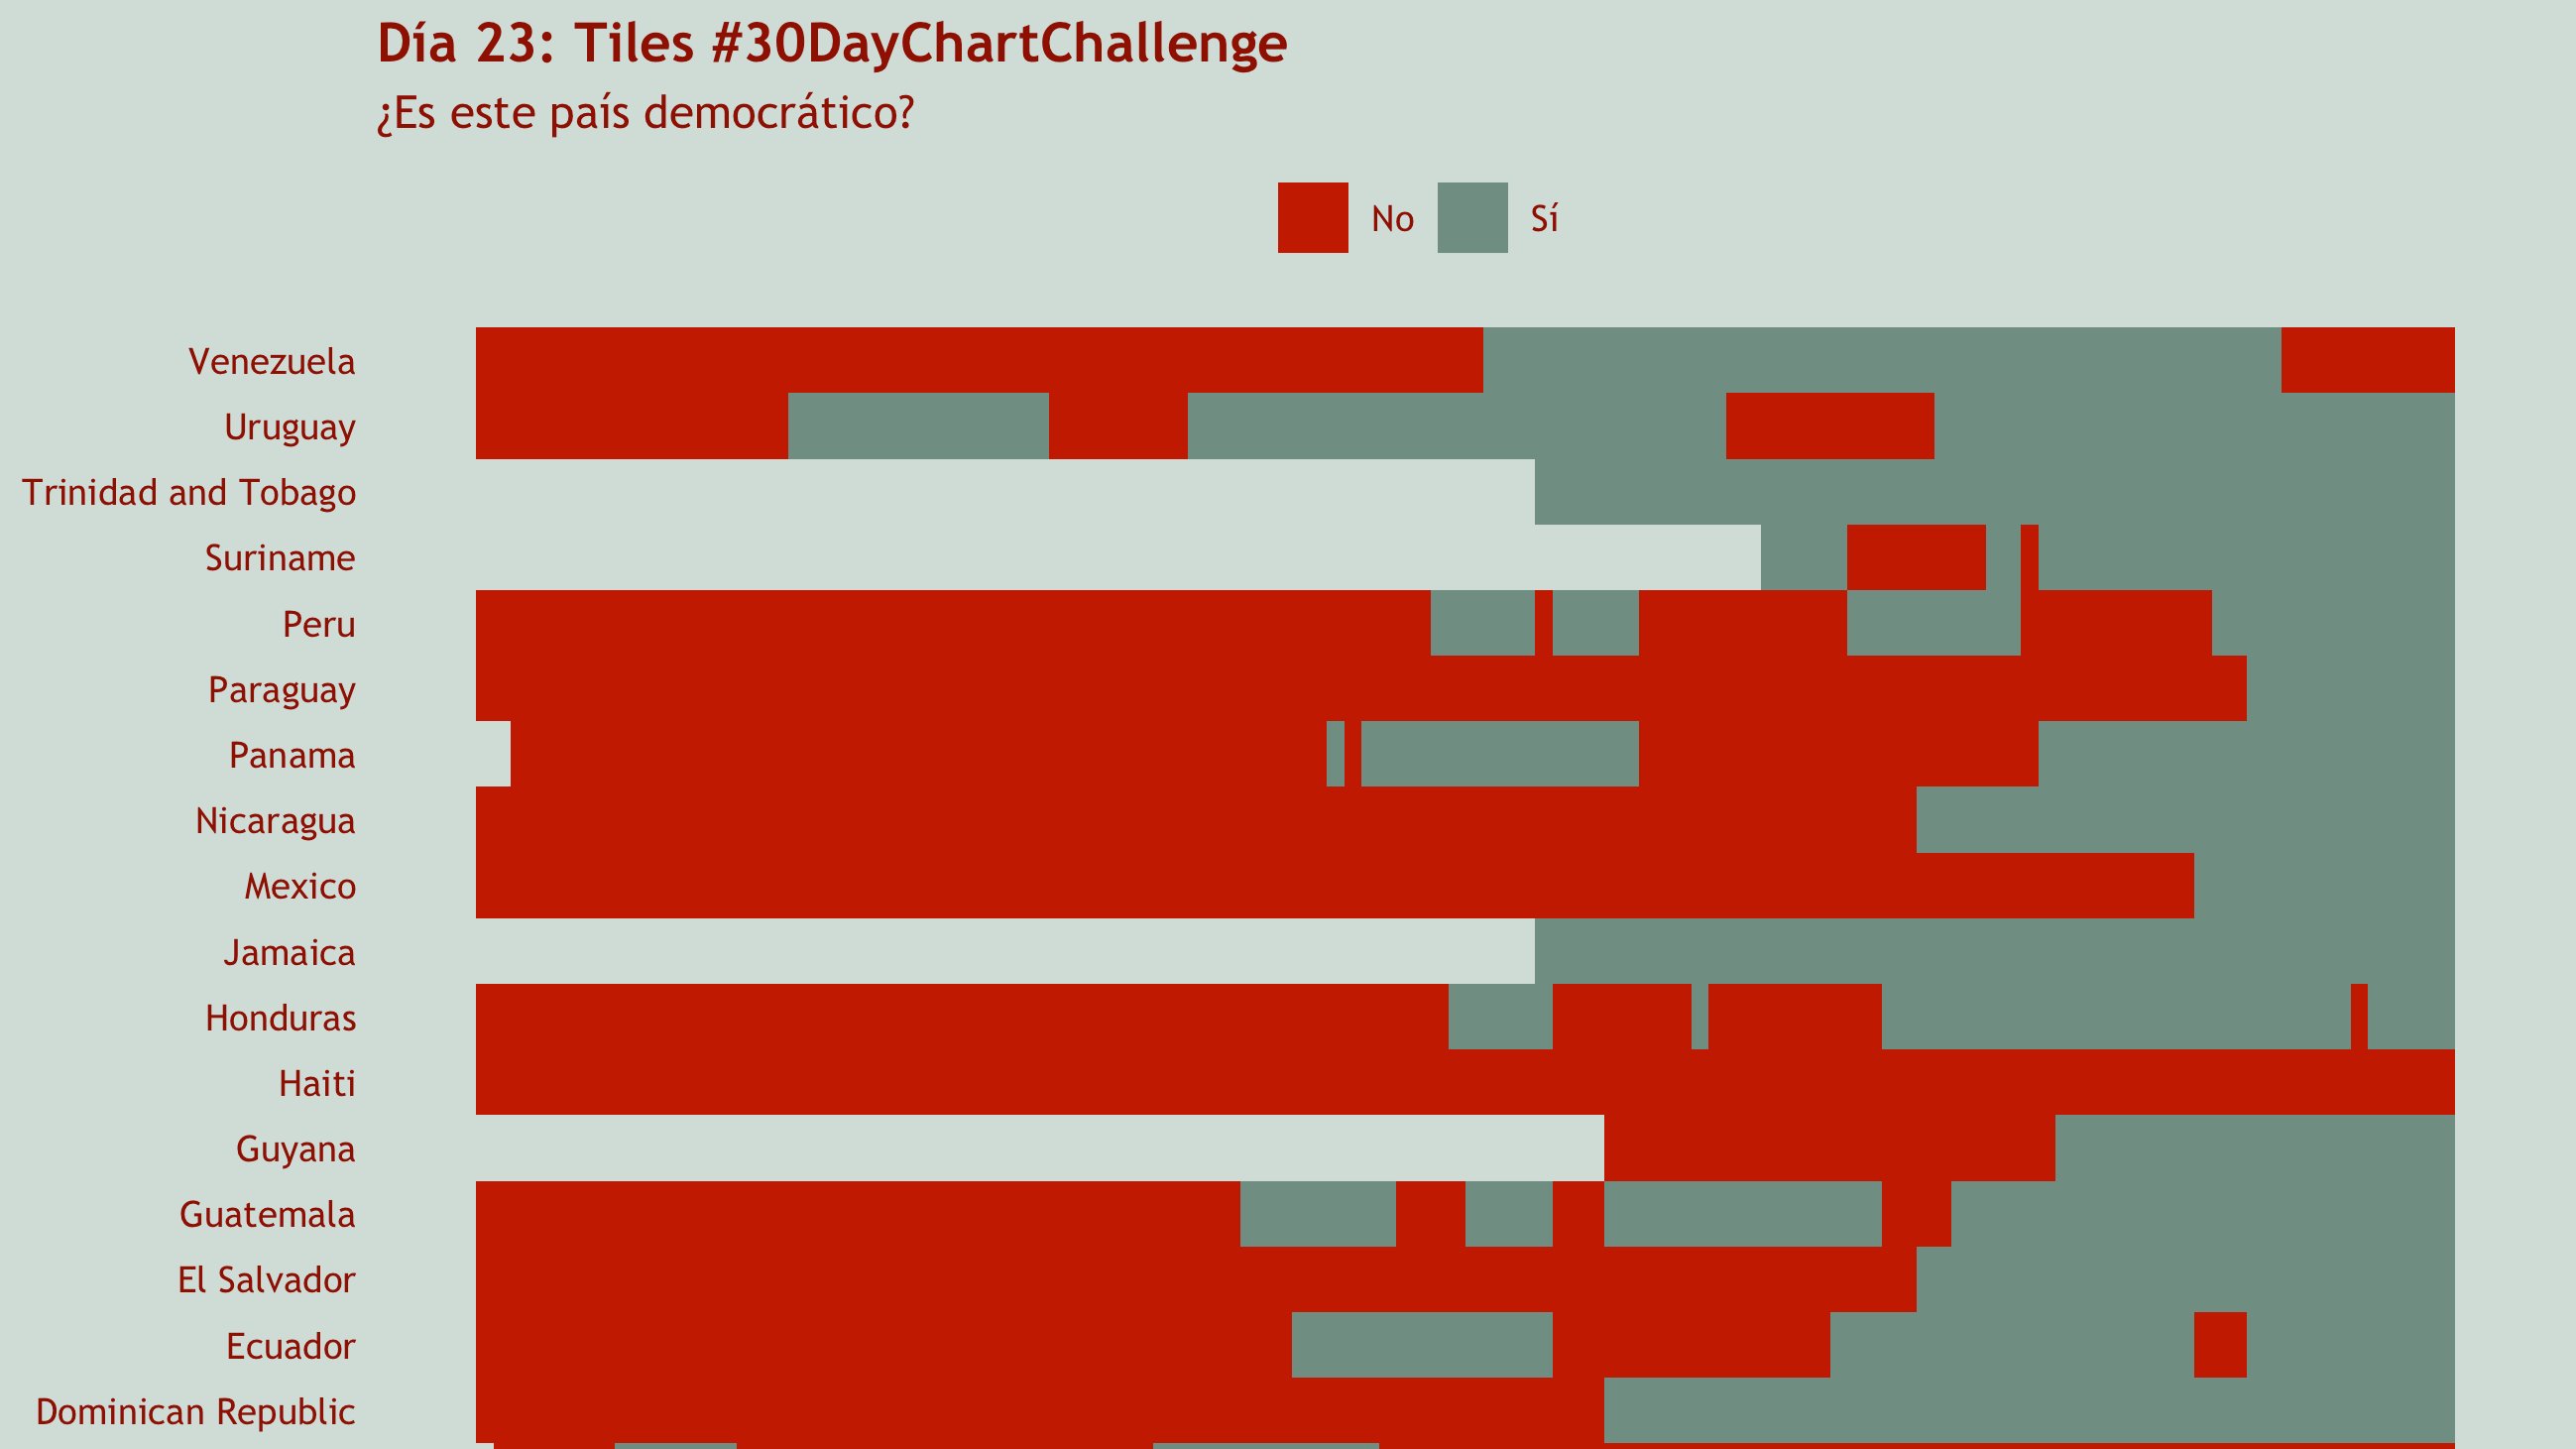 Día 23: Tiles #30DayChartChallenge
¿Es este país democrático?
No Sí
Venezuela
Uruguay
Trinidad and Tobago
Suriname
Peru
Paraguay
Panama
Nicaragua
Mexico
Jamaica
Honduras
Haiti
Guyana
Guatemala
El Salvador
Ecuador
Dominican Republic